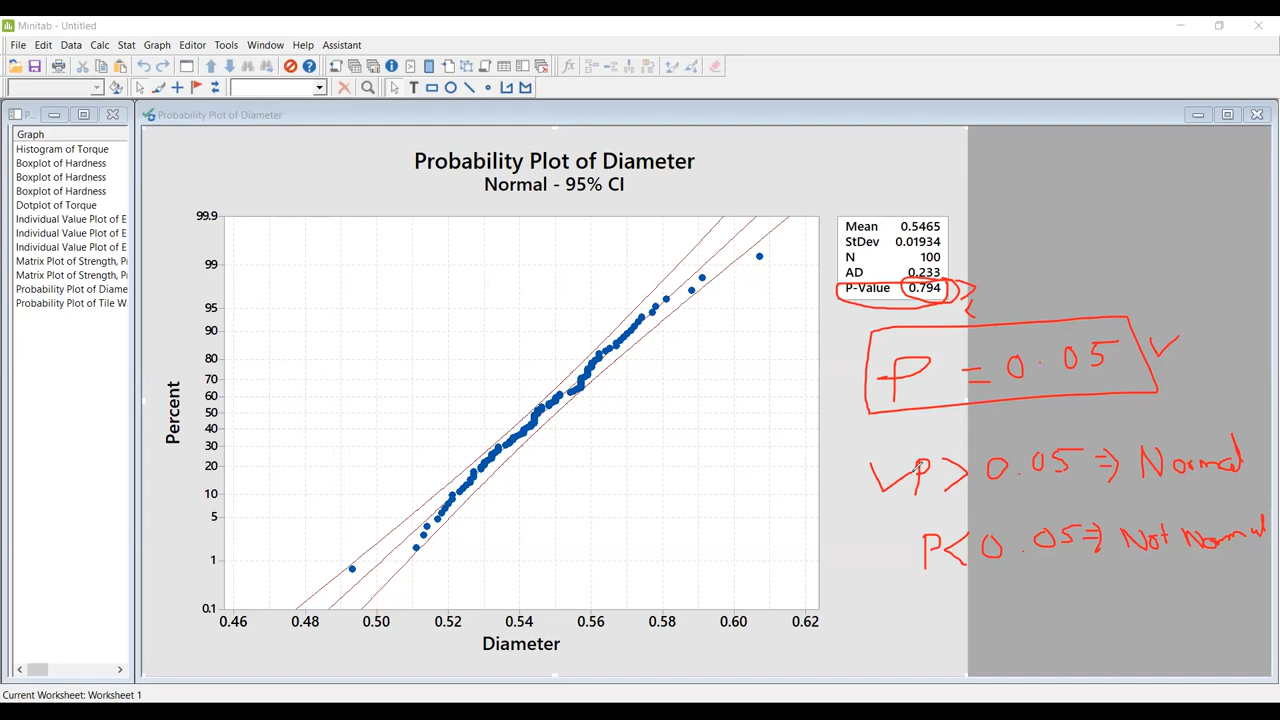 Minitab - Untitled
File Edit Data Calc Stat Graph Editor Tools Window Help Assistant
P...
Probability Plot of Diameter
Graph
Histogram of Torque
Boxplot of Hardness
Boxplot of Hardness
Boxplot of Hardness
Dotplot of Torque
Individual Value Plot of E
Individual Value Plot of E
Individual Value Plot of E
Matrix Plot of Strength, Pr
Matrix Plot of Strength, Pr
Probability Plot of Diame
Probability Plot of Tile W
Probability Plot of Diameter
Normal - 95% CI
Mean 0.5465
StDev 0.01934
N 100
AD 0.233
P-Value 0.794
99.9
99
95
90
80
70
60
50
40
30
20
10
5
1
0.1
Percent
0.46 0.48 0.50 0.52 0.54 0.56 0.58 0.60 0.62
Diameter
P = 0.05
P > 0.05 ⇒ Normal
P < 0.05 ⇒ Not Normal
Current Worksheet: Worksheet 1